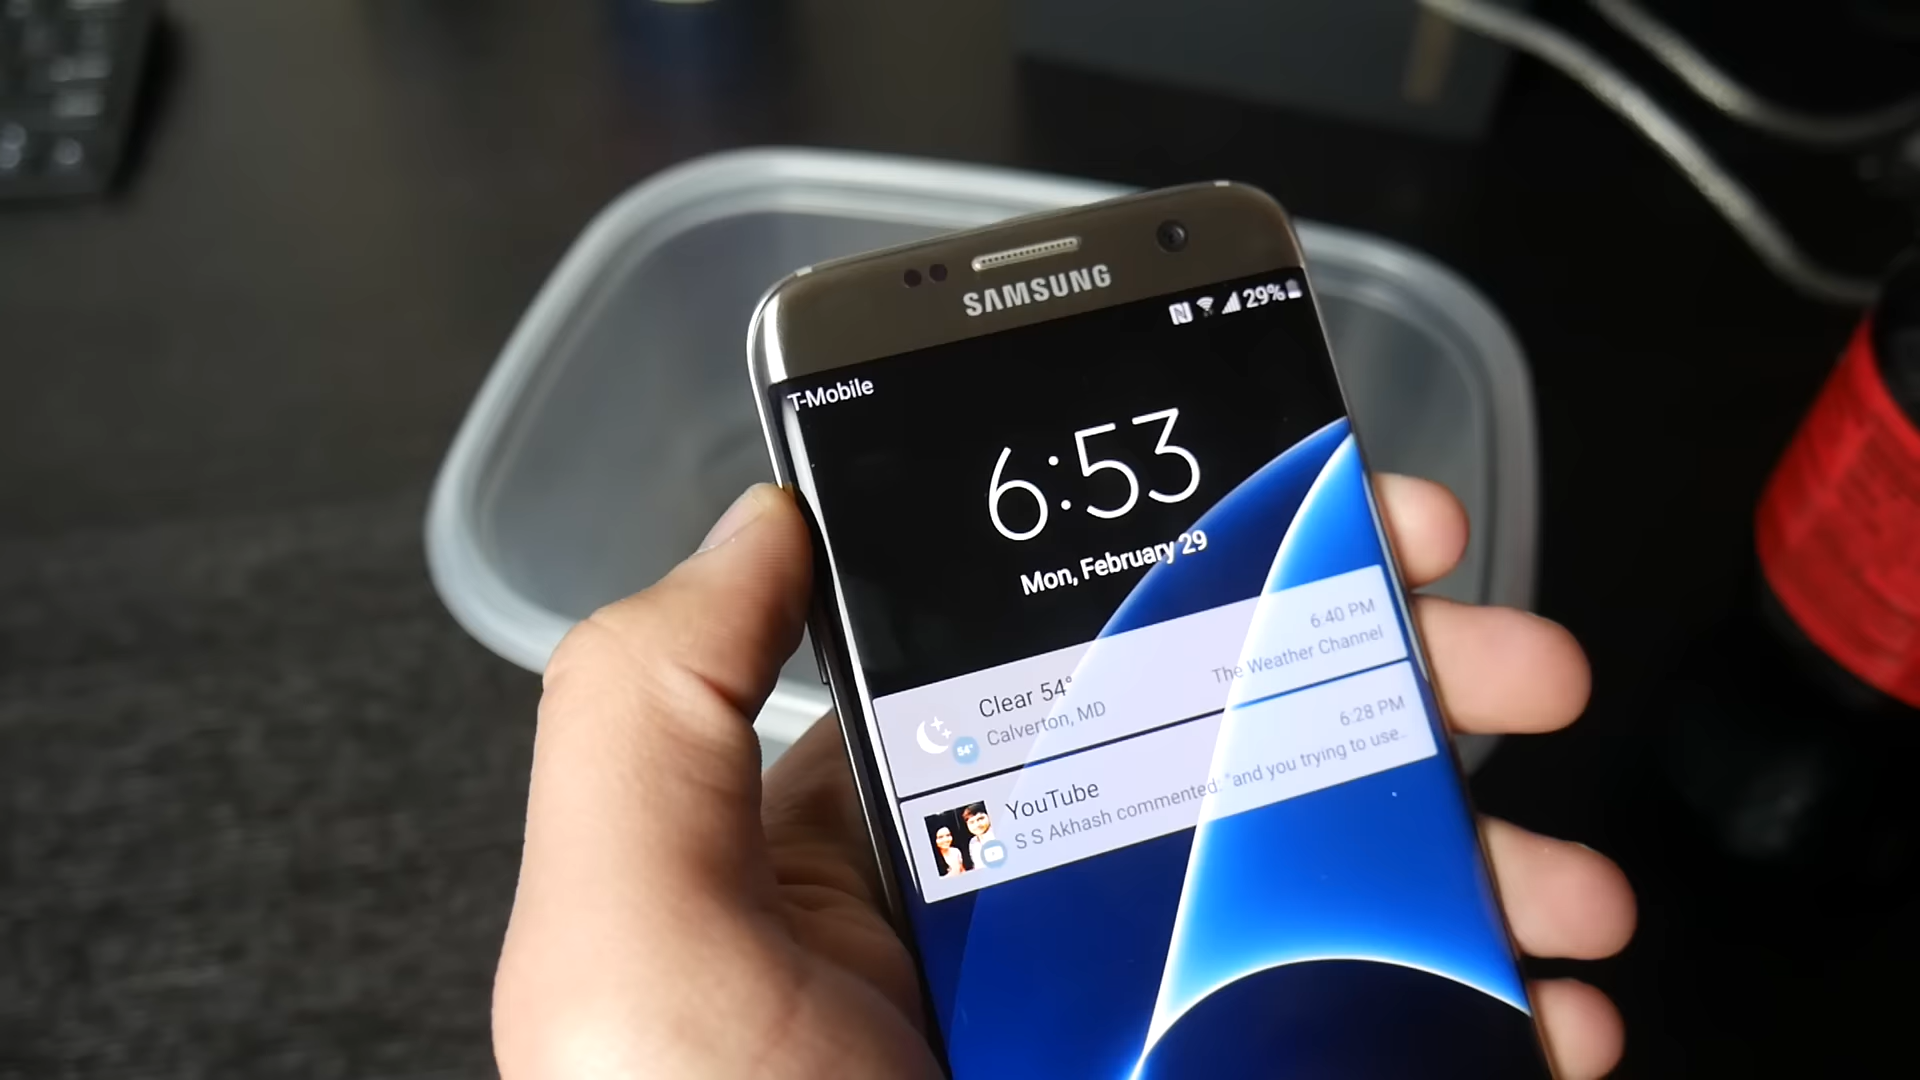 SAMSUNG
29%
T-Mobile
6:53
Mon, February 29
6:40 PM
Clear 54°
The Weather Channel
Calverton, MD
54°
6:28 PM
YouTube
S S Akhash commented: "and you trying to use..